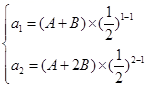 a₁ = (A + B) × (1/2)¹⁻¹
a₂ = (A + 2B) × (1/2)²⁻¹